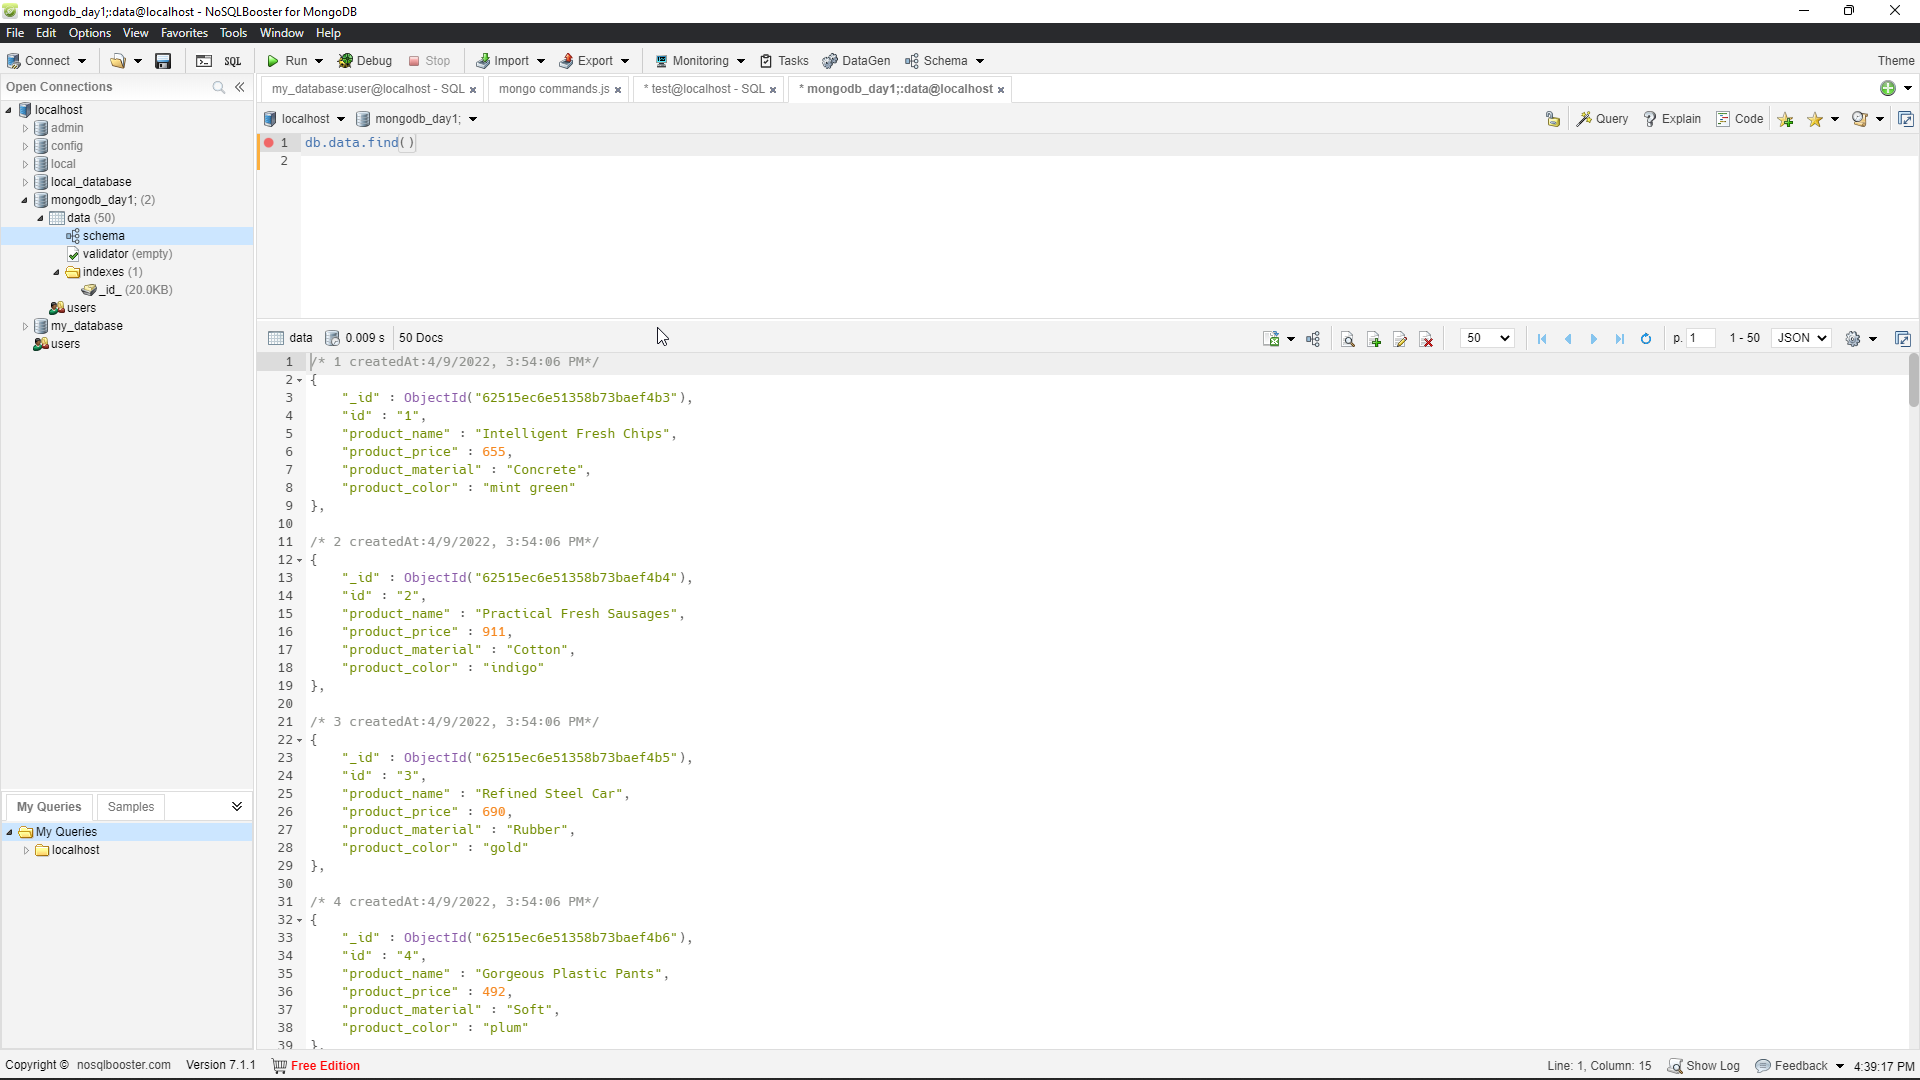 mongodb_day1;:data@localhost - NoSQLBooster for MongoDB
File Edit Options View Favorites Tools Window Help
Connect SQL Run Debug Stop Import Export Monitoring Tasks DataGen Schema Theme
Open Connections
my_database:user@localhost - SQL × mongo commands.js × * test@localhost - SQL × * mongodb_day1;:data@localhost ×
localhost
admin
config
local
local_database
mongodb_day1; (2)
data (50)
schema
validator (empty)
indexes (1)
_id_ (20.0KB)
users
my_database
users
localhost mongodb_day1; Query Explain Code
1 db.data.find()
2
data 0.009 s 50 Docs 50 p. 1 1 - 50 JSON
1 /* 1 createdAt:4/9/2022, 3:54:06 PM*/
2 {
3 "_id" : ObjectId("62515ec6e51358b73baef4b3"),
4 "id" : "1",
5 "product_name" : "Intelligent Fresh Chips",
6 "product_price" : 655,
7 "product_material" : "Concrete",
8 "product_color" : "mint green"
9 },
10
11 /* 2 createdAt:4/9/2022, 3:54:06 PM*/
12 {
13 "_id" : ObjectId("62515ec6e51358b73baef4b4"),
14 "id" : "2",
15 "product_name" : "Practical Fresh Sausages",
16 "product_price" : 911,
17 "product_material" : "Cotton",
18 "product_color" : "indigo"
19 },
20
21 /* 3 createdAt:4/9/2022, 3:54:06 PM*/
22 {
23 "_id" : ObjectId("62515ec6e51358b73baef4b5"),
24 "id" : "3",
25 "product_name" : "Refined Steel Car",
26 "product_price" : 690,
27 "product_material" : "Rubber",
28 "product_color" : "gold"
29 },
30
31 /* 4 createdAt:4/9/2022, 3:54:06 PM*/
32 {
33 "_id" : ObjectId("62515ec6e51358b73baef4b6"),
34 "id" : "4",
35 "product_name" : "Gorgeous Plastic Pants",
36 "product_price" : 492,
37 "product_material" : "Soft",
38 "product_color" : "plum"
39 },
My Queries Samples
My Queries
localhost
Copyright © nosqlbooster.com Version 7.1.1 Free Edition Line: 1, Column: 15 Show Log Feedback 4:39:17 PM